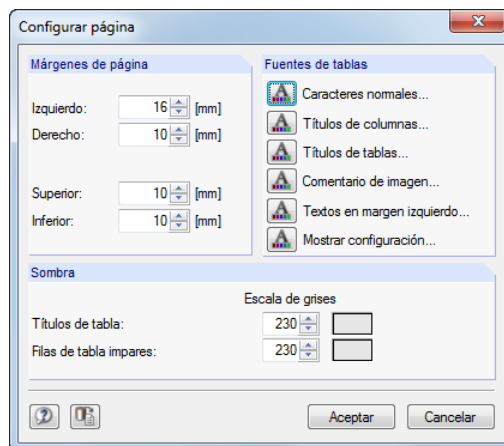 Configurar página
Márgenes de página
Izquierdo: 16 [mm]
Derecho: 10 [mm]
Superior: 10 [mm]
Inferior: 10 [mm]
Fuentes de tablas
Caracteres normales...
Títulos de columnas...
Títulos de tablas...
Comentario de imagen...
Textos en margen izquierdo...
Mostrar configuración...
Sombra
Escala de grises
Títulos de tabla: 230
Filas de tabla impares: 230
Aceptar
Cancelar